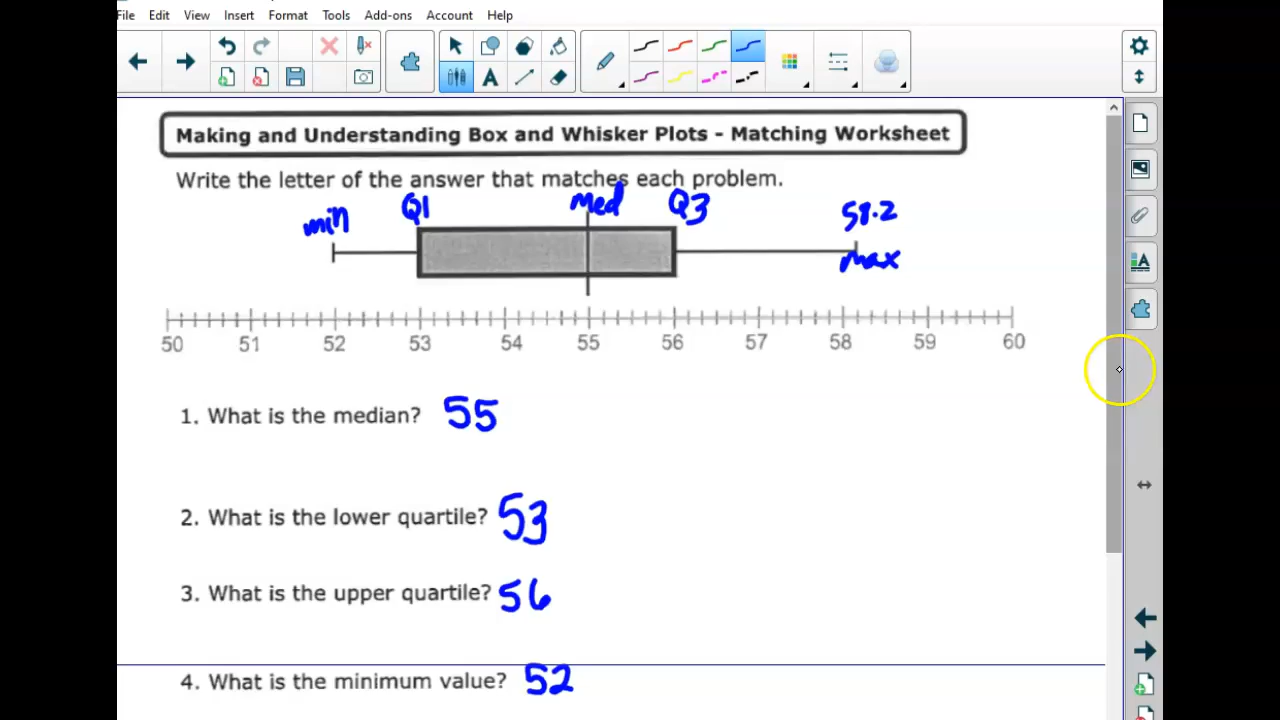 File Edit View Insert Format Tools Add-ons Account Help
Making and Understanding Box and Whisker Plots - Matching Worksheet
Write the letter of the answer that matches each problem.
min Q1 Med Q3 58.2
max
50 51 52 53 54 55 56 57 58 59 60
1. What is the median? 55
2. What is the lower quartile? 53
3. What is the upper quartile? 56
4. What is the minimum value? 52